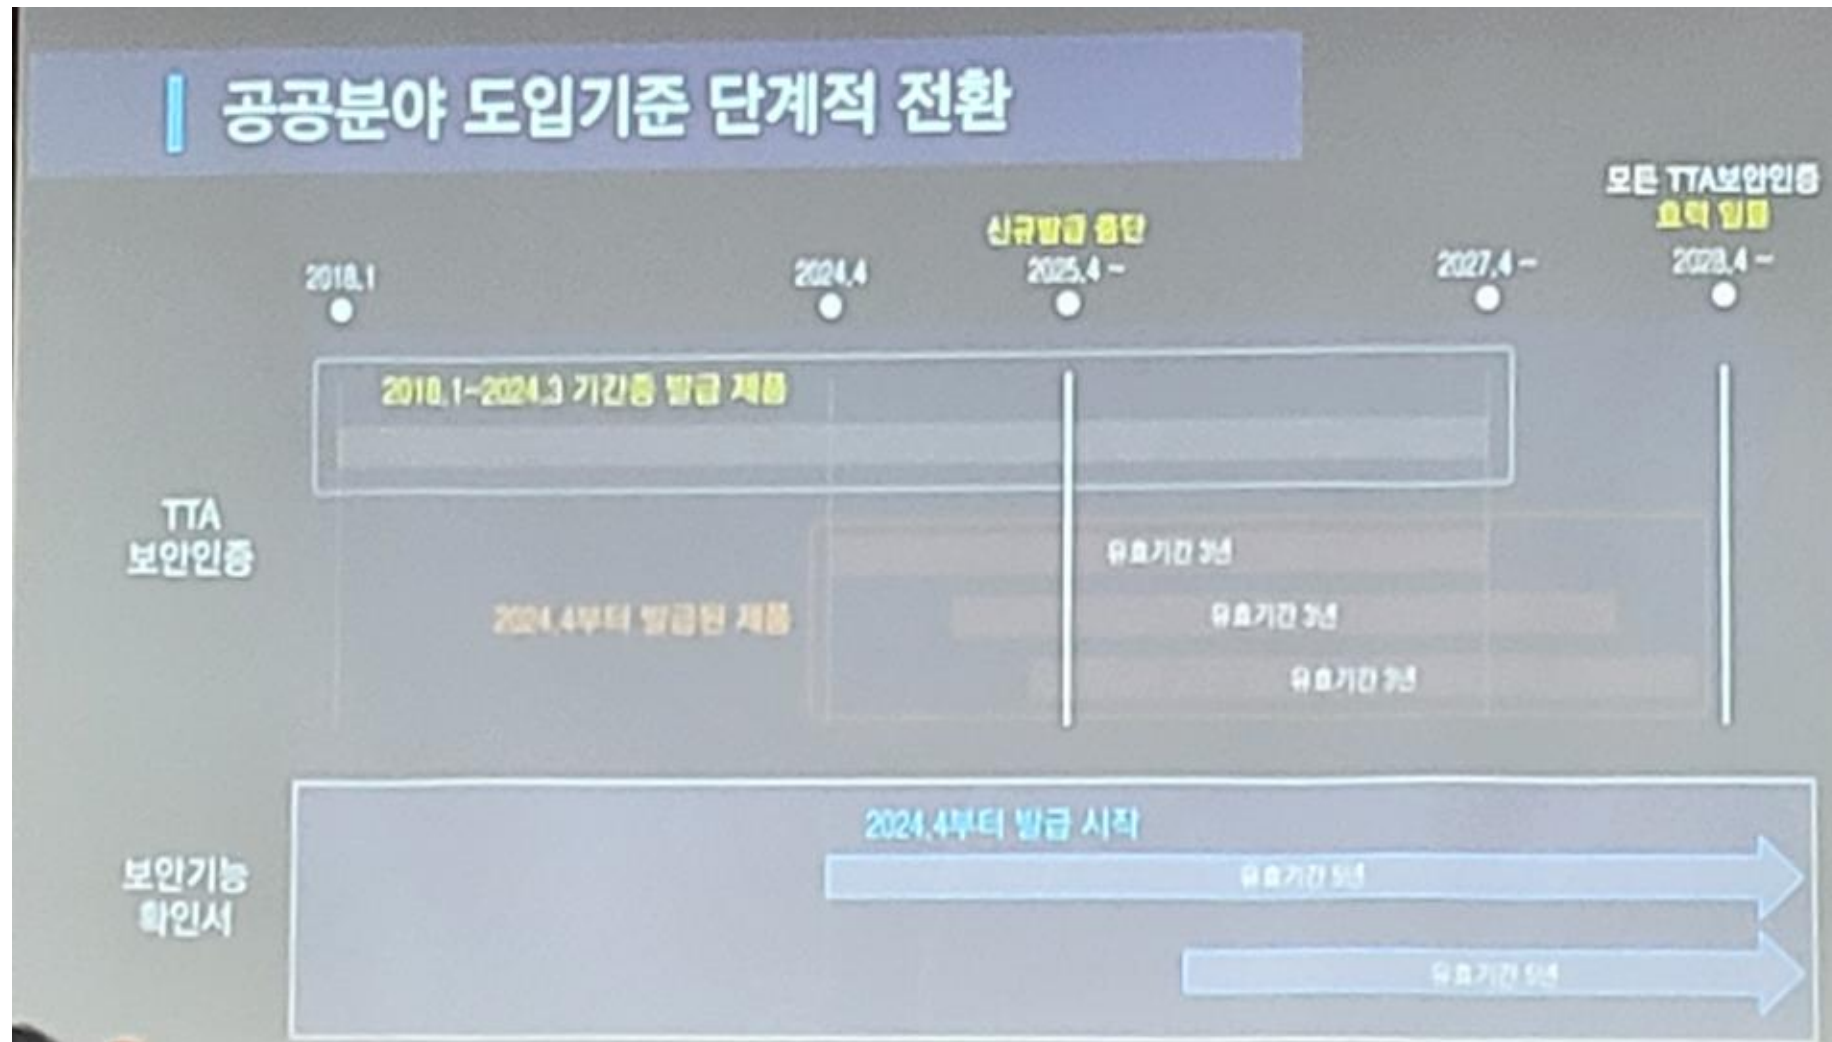 공공분야 도입기준 단계적 전환
모든 TTA보안인증
효력 일몰
신규발급 중단
2018.1
2024.4
2025.4 ~
2027.4 ~
2028.4 ~
2018.1~2024.3 기간중 발급 제품
TTA
보안인증
유효기간 3년
2024.4부터 발급된 제품
유효기간 3년
유효기간 3년
2024.4부터 발급 시작
보안기능
확인서
유효기간 5년
유효기간 5년